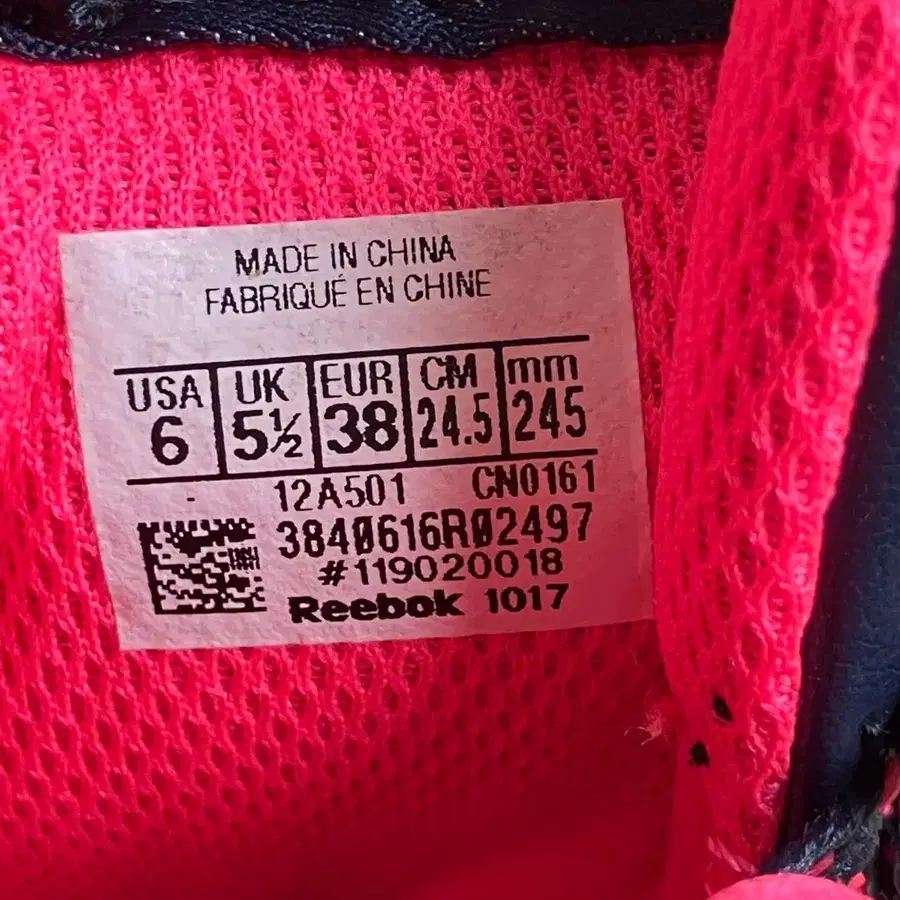 MADE IN CHINA
FABRIQUÉ EN CHINE
USA UK EUR CM mm
6 5½ 38 24.5 245
- 12A501 CN0161
3840616R02497
#119020018
Reebok 1017